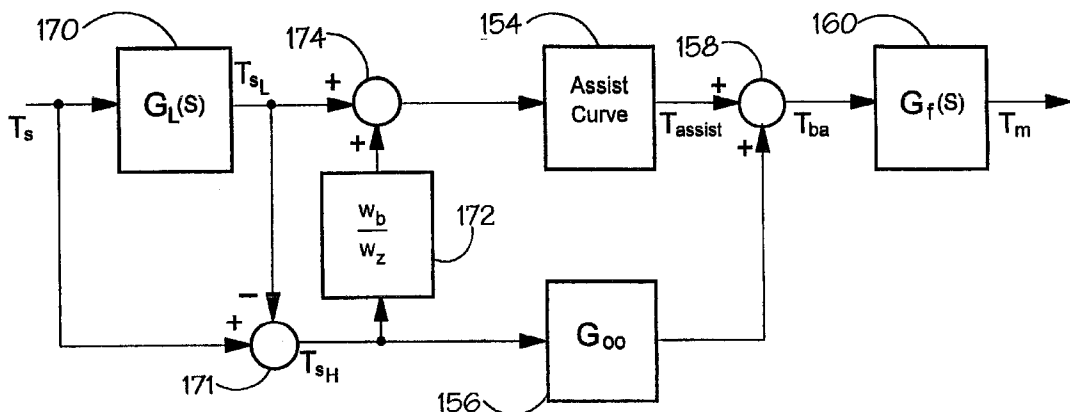 170
174
154
158
160
G_L(S)
T_sL
+
+
Assist
Curve
+
+
G_f(S)
T_s
T_assist
T_ba
T_m
w_b
w_z
172
−
+
T_sH
G_oo
171
156